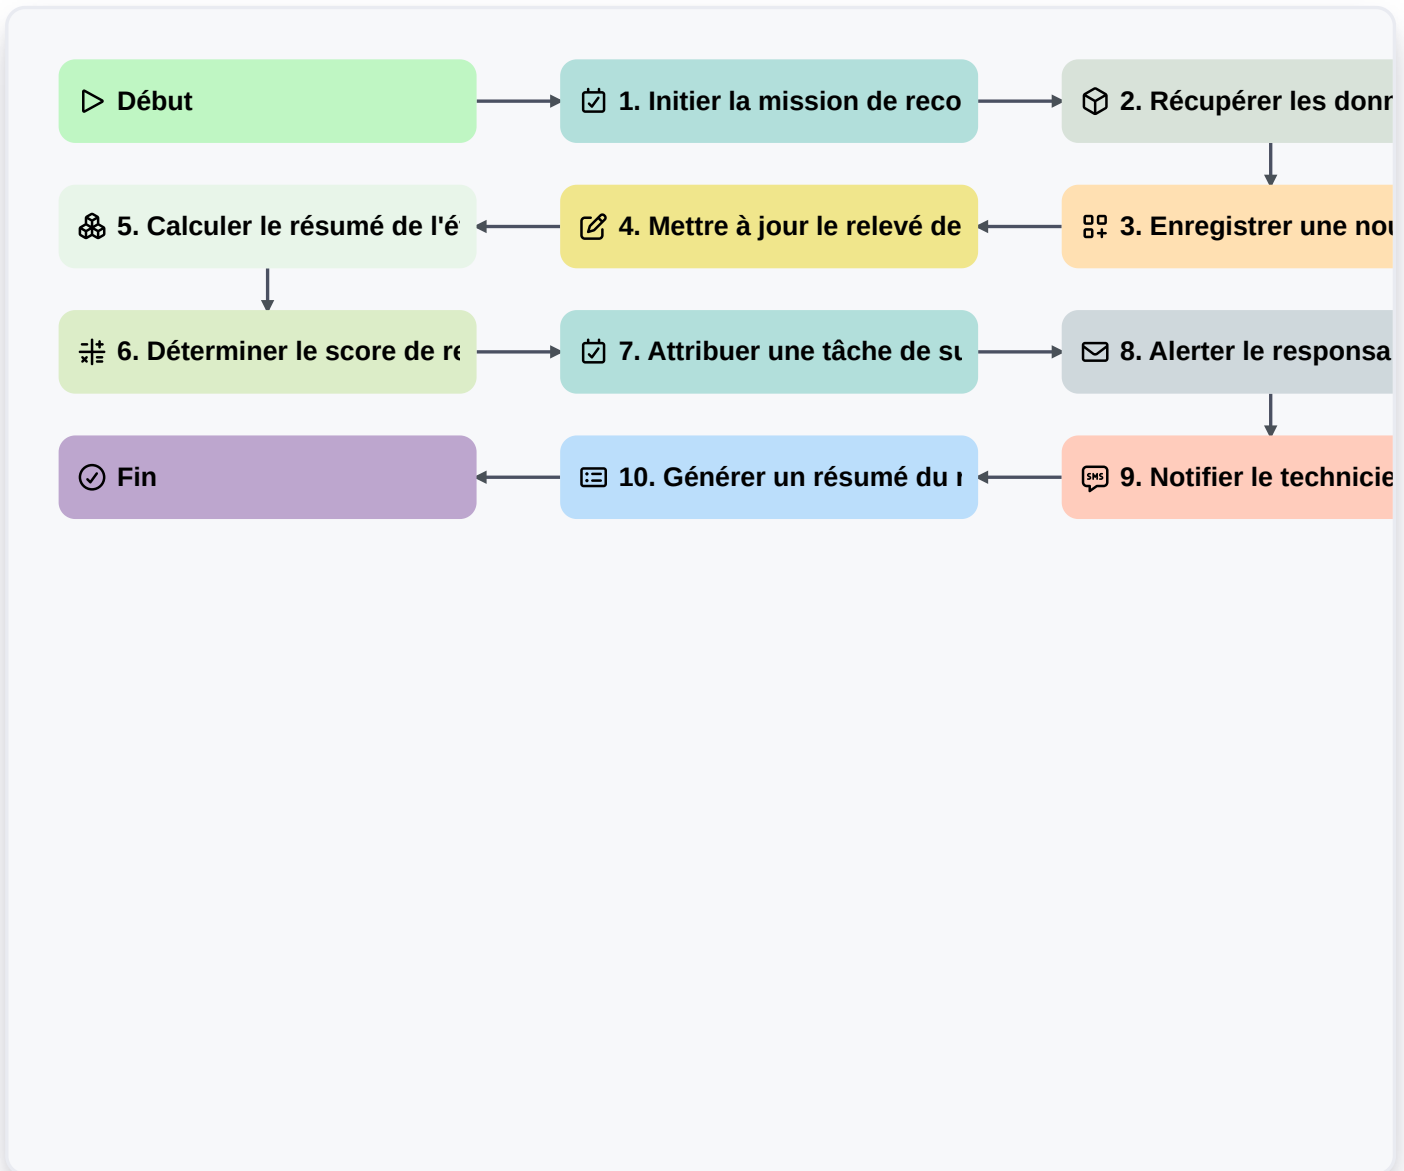 Début
1. Initier la mission de reco
2. Récupérer les donn
3. Enregistrer une nou
4. Mettre à jour le relevé de
5. Calculer le résumé de l'é
6. Déterminer le score de re
7. Attribuer une tâche de su
8. Alerter le responsa
SMS
9. Notifier le technicie
10. Générer un résumé du
Fin